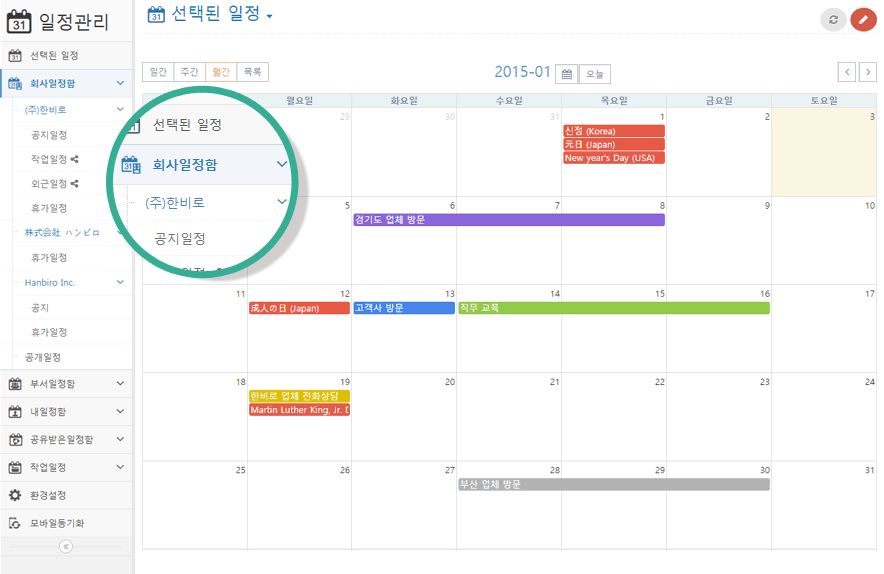 31 일정관리
선택된 일정
회사일정함
(주)한비로
공지일정
작업일정
외근일정
휴가일정
株式会社 ハンビロ
휴가일정
Hanbiro Inc.
공지
휴가일정
공개일정
부서일정함
내일정함
공유받은일정함
작업일정
환경설정
모바일동기화
31 선택된 일정
일간 주간 월간 목록
2015-01 오늘
월요일 화요일 수요일 목요일 금요일 토요일
29 30 31 1 2 3
신정 (Korea)
元日 (Japan)
New year's Day (USA)
선택된 일정
31 회사일정함
(주)한비로
공지일정
5 6 7 8 9 10
경기도 업체 방문
11 12 13 14 15 16 17
成人の日 (Japan) 고객사 방문 직무 교육
18 19 20 21 22 23 24
한비로 업체 전화상담
Martin Luther King, Jr. D
25 26 27 28 29 30 31
부산 업체 방문